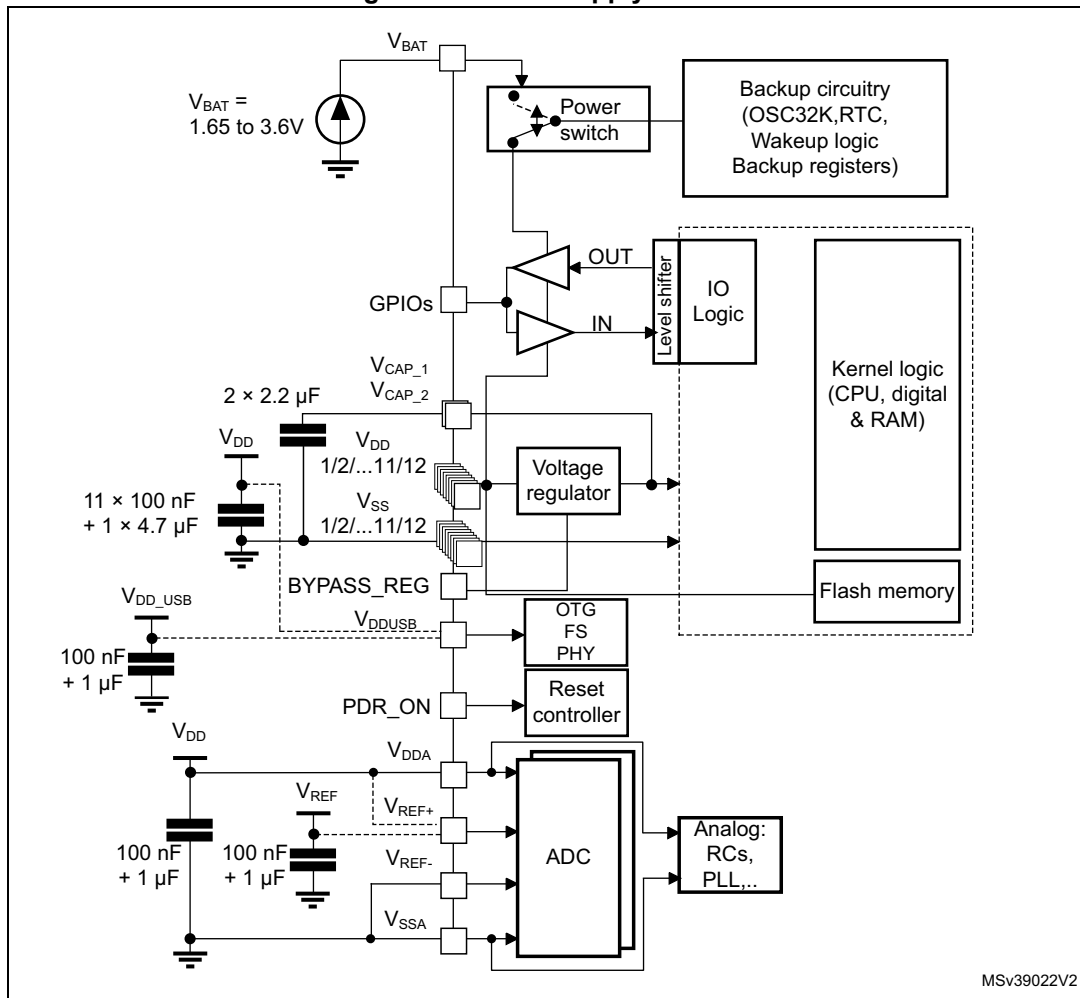 VBAT
VBAT =
1.65 to 3.6V
Power
switch
Backup circuitry
(OSC32K,RTC,
Wakeup logic
Backup registers)
OUT
GPIOs
IN
Level shifter
IO
Logic
Kernel logic
(CPU, digital
& RAM)
VCAP_1
VCAP_2
2 × 2.2 µF
VDD
VDD
1/2/...11/12
Voltage
regulator
11 × 100 nF
+ 1 × 4.7 µF
VSS
1/2/...11/12
BYPASS_REG
Flash memory
VDD_USB
VDDUSB
OTG
FS
PHY
100 nF
+ 1 µF
PDR_ON
Reset
controller
VDD
VDDA
VREF
VREF+
100 nF
+ 1 µF
100 nF
+ 1 µF
VREF-
ADC
Analog:
RCs,
PLL,..
VSSA
MSv39022V2